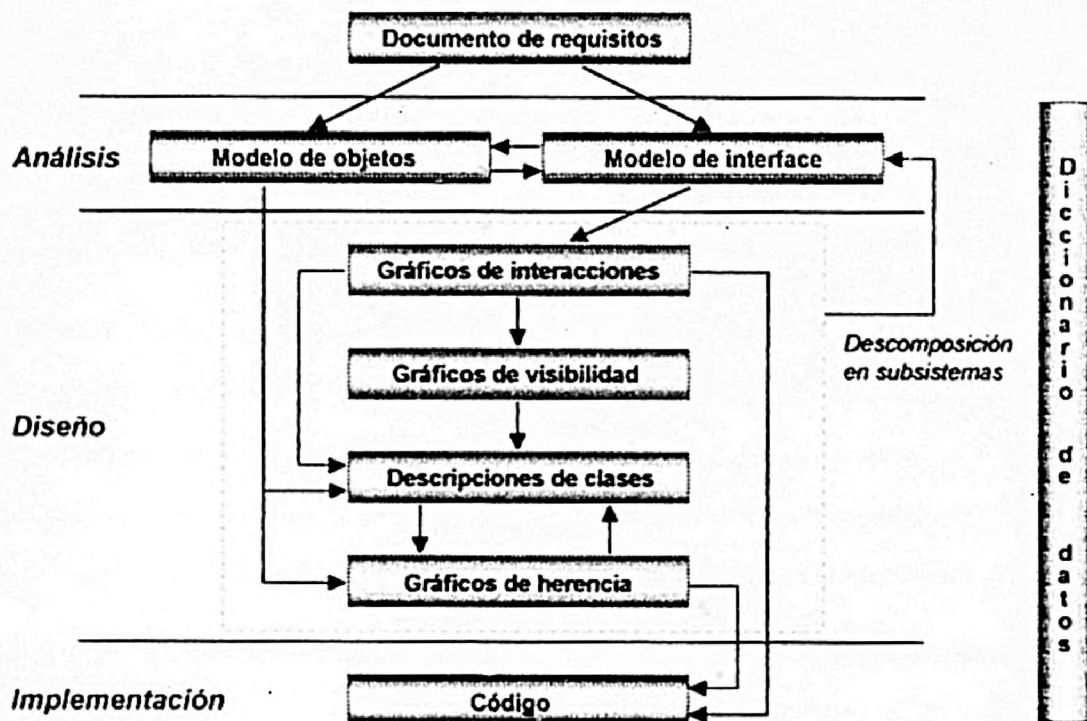 Documento de requisitos
Análisis
Modelo de objetos
Modelo de interface
Gráficos de interacciones
Gráficos de visibilidad
Descomposición
en subsistemas
Diseño
Descripciones de clases
Gráficos de herencia
Implementación
Código
Diccionario de datos